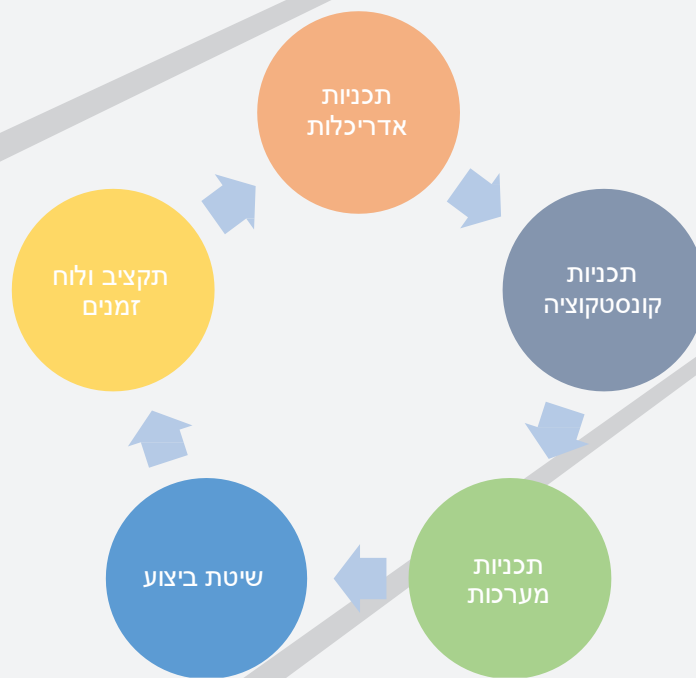 תכניות
אדריכלות
תכניות
קונסטקוציה
תכניות
מערכות
שיטת ביצוע
תקציב ולוח
זמנים